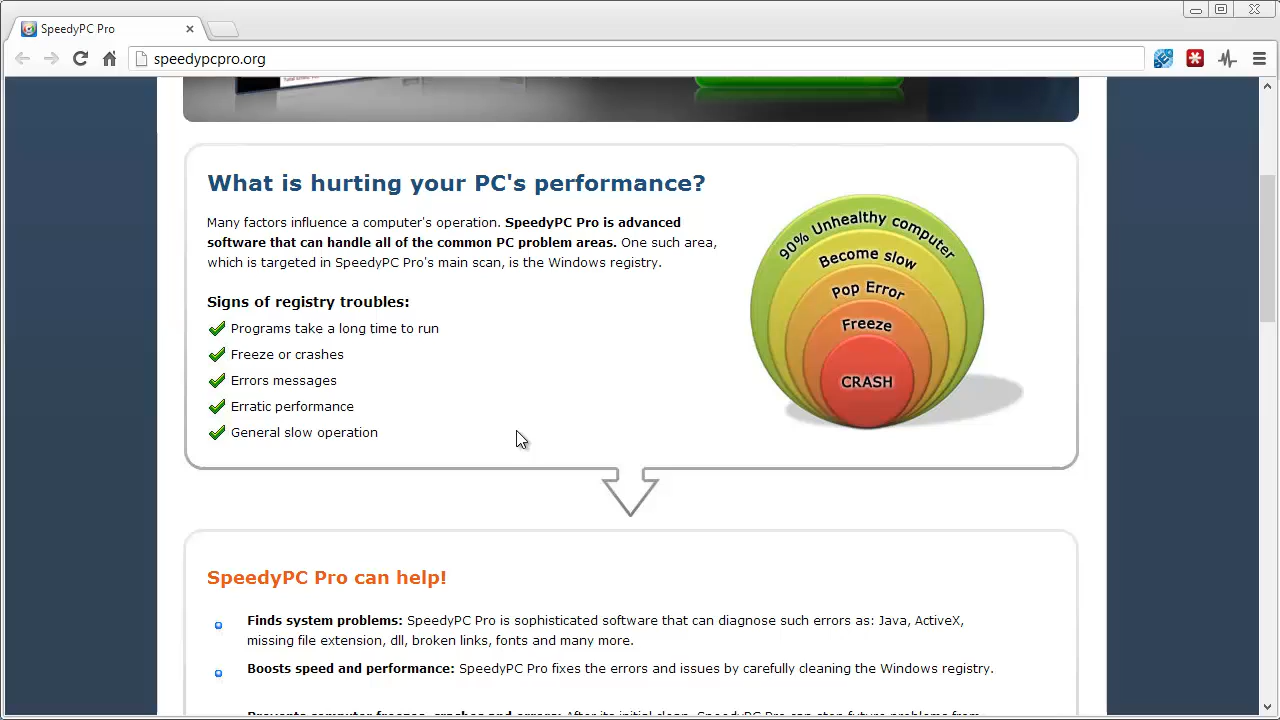 SpeedyPC Pro
speedypcpro.org
What is hurting your PC's performance?
Many factors influence a computer's operation. SpeedyPC Pro is advanced
software that can handle all of the common PC problem areas. One such area,
which is targeted in SpeedyPC Pro's main scan, is the Windows registry.
Signs of registry troubles:
Programs take a long time to run
Freeze or crashes
Errors messages
Erratic performance
General slow operation
90% Unhealthy computer
Become slow
Pop Error
Freeze
CRASH
SpeedyPC Pro can help!
Finds system problems: SpeedyPC Pro is sophisticated software that can diagnose such errors as: Java, ActiveX,
missing file extension, dll, broken links, fonts and many more.
Boosts speed and performance: SpeedyPC Pro fixes the errors and issues by carefully cleaning the Windows registry.
Prevents computer freezes, crashes and errors: After its initial clean, SpeedyPC Pro can stop future problems from